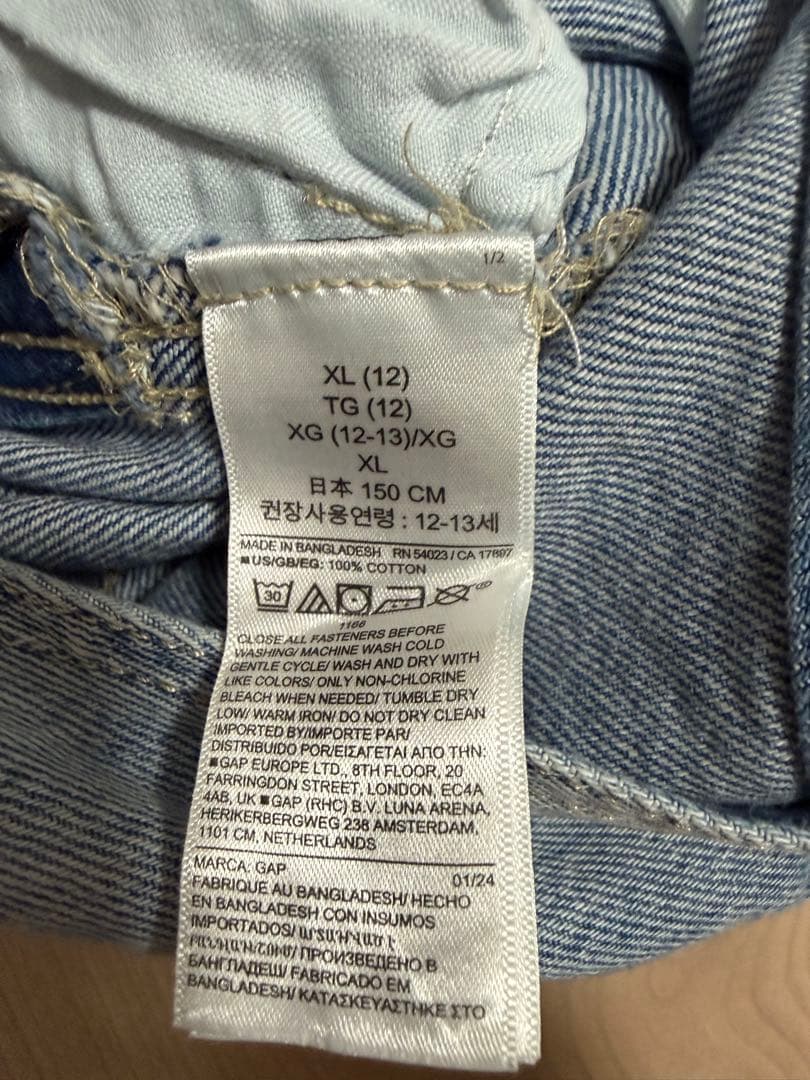 1/2
XL (12)
TG (12)
XG (12-13)/XG
XL
日本 150 CM
권장사용연령 : 12-13세
MADE IN BANGLADESH RN 54023 / CA 17897
■US/GB/EG: 100% COTTON
30
1166
CLOSE ALL FASTENERS BEFORE
WASHING/ MACHINE WASH COLD
GENTLE CYCLE/ WASH AND DRY WITH
LIKE COLORS/ ONLY NON-CHLORINE
BLEACH WHEN NEEDED/ TUMBLE DRY
LOW/ WARM IRON/ DO NOT DRY CLEAN
IMPORTED BY/IMPORTE PAR/
DISTRIBUIDO POR/ΕΙΣΑΓΕΤΑΙ ΑΠΟ ΤΗΝ:
■GAP EUROPE LTD., 8TH FLOOR, 20
FARRINGDON STREET, LONDON, EC4A
4AB, UK ■GAP (RHC) B.V. LUNA ARENA,
HERIKERBERGWEG 238 AMSTERDAM,
1101 CM, NETHERLANDS
MARCA: GAP 01/24
FABRIQUE AU BANGLADESH/ HECHO
EN BANGLADESH CON INSUMOS
IMPORTADOS/ ԱՐՏԱԴՎԱԾ Է
ԲԱՆԳԼԱԴԵՇՈՒՄ/ ПРОИЗВЕДЕНО В
БАНГЛАДЕШ/ FABRICADO EM
BANGLADESH/ ΚΑΤΑΣΚΕΥΑΣΤΗΚΕ ΣΤΟ